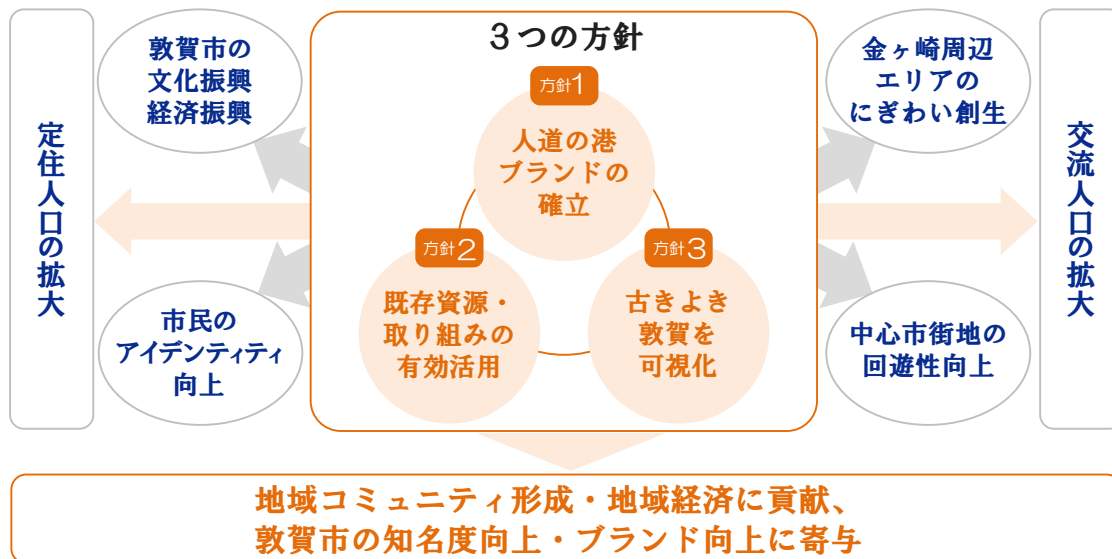 3つの方針
方針1
人道の港
ブランドの
確立
方針2
既存資源・
取り組みの
有効活用
方針3
古きよき
敦賀を
可視化
敦賀市の
文化振興
経済振興
市民の
アイデンティティ
向上
定住人口の拡大
金ヶ崎周辺
エリアの
にぎわい創生
中心市街地の
回遊性向上
交流人口の拡大
地域コミュニティ形成・地域経済に貢献、
敦賀市の知名度向上・ブランド向上に寄与